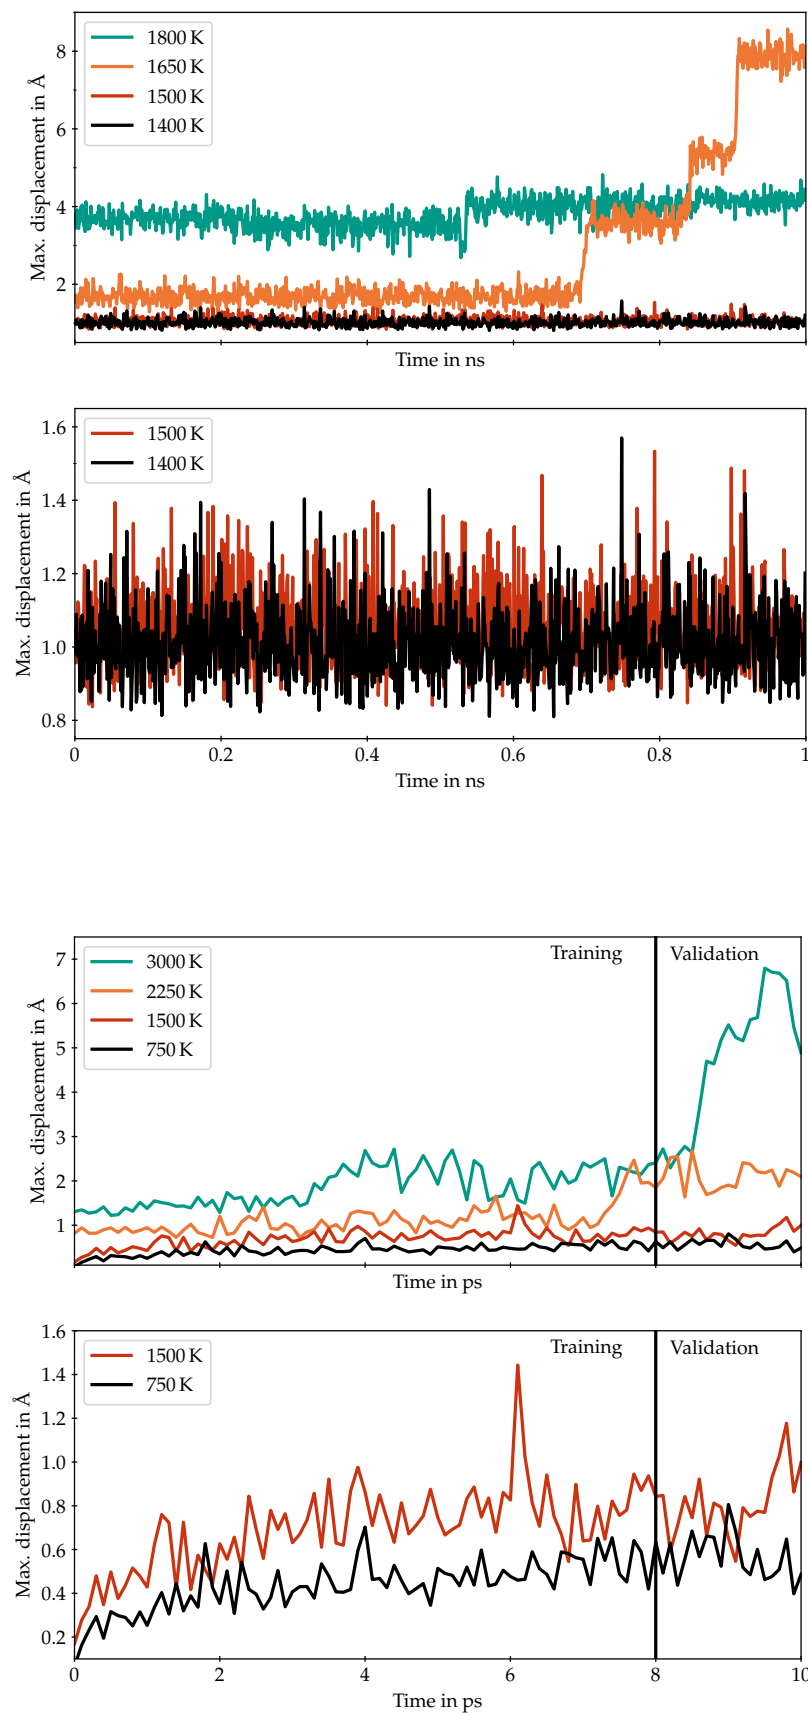 8
6
4
2
Max. displacement in Å
1800 K
1650 K
1500 K
1400 K
Time in ns
1.6
1.4
1.2
1.0
0.8
Max. displacement in Å
1500 K
1400 K
0
0.2
0.4
0.6
0.8
1
Time in ns
7
6
5
4
3
2
1
Max. displacement in Å
3000 K
2250 K
1500 K
750 K
Training
Validation
Time in ps
1.6
1.4
1.2
1.0
0.8
0.6
0.4
0.2
Max. displacement in Å
1500 K
750 K
Training
Validation
0
2
4
6
8
10
Time in ps